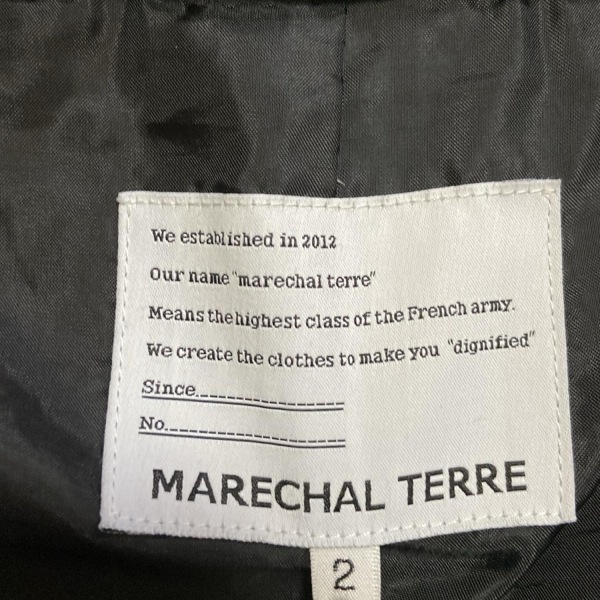 We established in 2012
Our name "marechal terre"
Means the highest class of the French army.
We create the clothes to make you "dignified"
Since
No.
MARECHAL TERRE
2